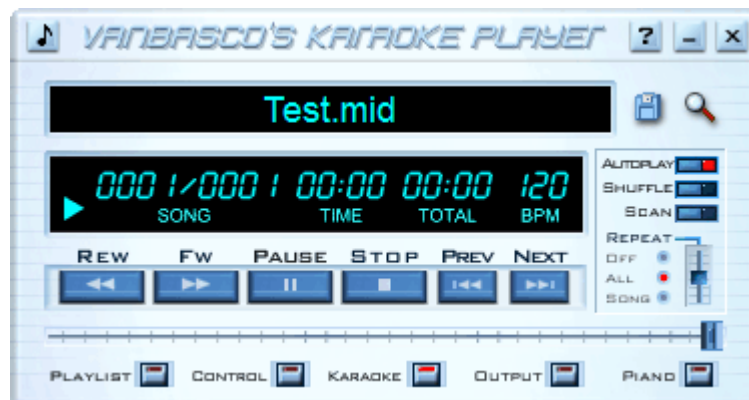 VANBASCO'S KARAOKE PLAYER ? – x
Test.mid
0001/0001 00:00 00:00 120
SONG TIME TOTAL BPM
AUTOPLAY
SHUFFLE
SCAN
REPEAT
OFF
ALL
SONG
REW FW PAUSE STOP PREV NEXT
PLAYLIST CONTROL KARAOKE OUTPUT PIANO